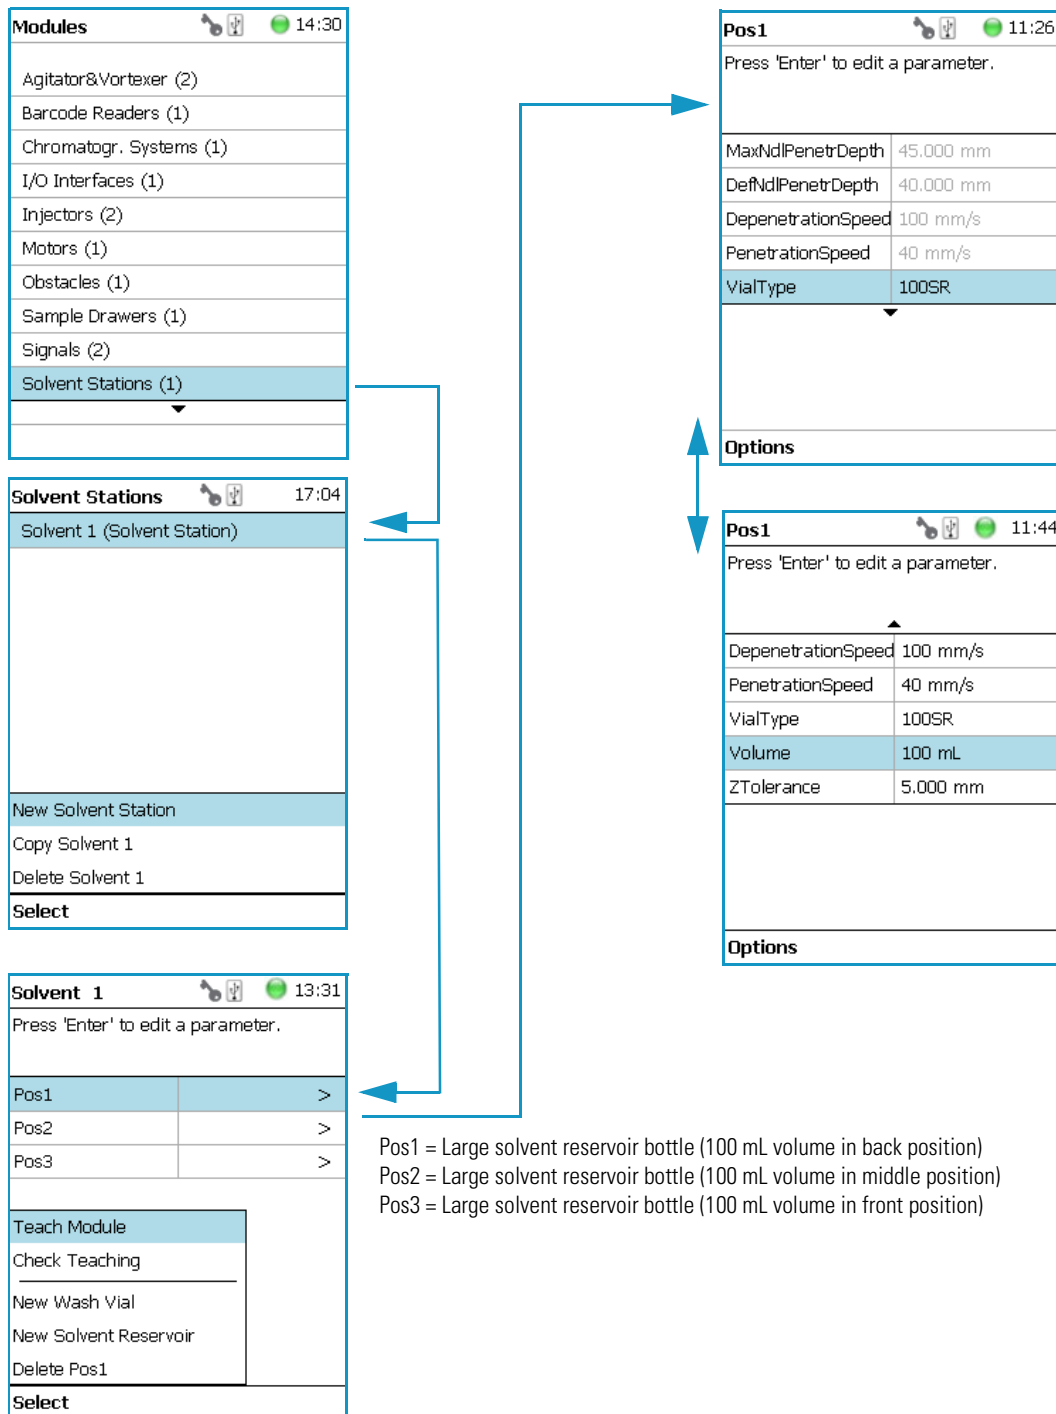 Modules 14:30
Agitator&Vortexer (2)
Barcode Readers (1)
Chromatogr. Systems (1)
I/O Interfaces (1)
Injectors (2)
Motors (1)
Obstacles (1)
Sample Drawers (1)
Signals (2)
Solvent Stations (1)
Solvent Stations 17:04
Solvent 1 (Solvent Station)
New Solvent Station
Copy Solvent 1
Delete Solvent 1
Select
Solvent 1 13:31
Press 'Enter' to edit a parameter.
Pos1 >
Pos2 >
Pos3 >
Teach Module
Check Teaching
New Wash Vial
New Solvent Reservoir
Delete Pos1
Select
Pos1 11:26
Press 'Enter' to edit a parameter.
MaxNdlPenetrDepth 45.000 mm
DefNdlPenetrDepth 40.000 mm
DepenetrationSpeed 100 mm/s
PenetrationSpeed 40 mm/s
VialType 100SR
Options
Pos1 11:44
Press 'Enter' to edit a parameter.
DepenetrationSpeed 100 mm/s
PenetrationSpeed 40 mm/s
VialType 100SR
Volume 100 mL
ZTolerance 5.000 mm
Options
Pos1 = Large solvent reservoir bottle (100 mL volume in back position)
Pos2 = Large solvent reservoir bottle (100 mL volume in middle position)
Pos3 = Large solvent reservoir bottle (100 mL volume in front position)